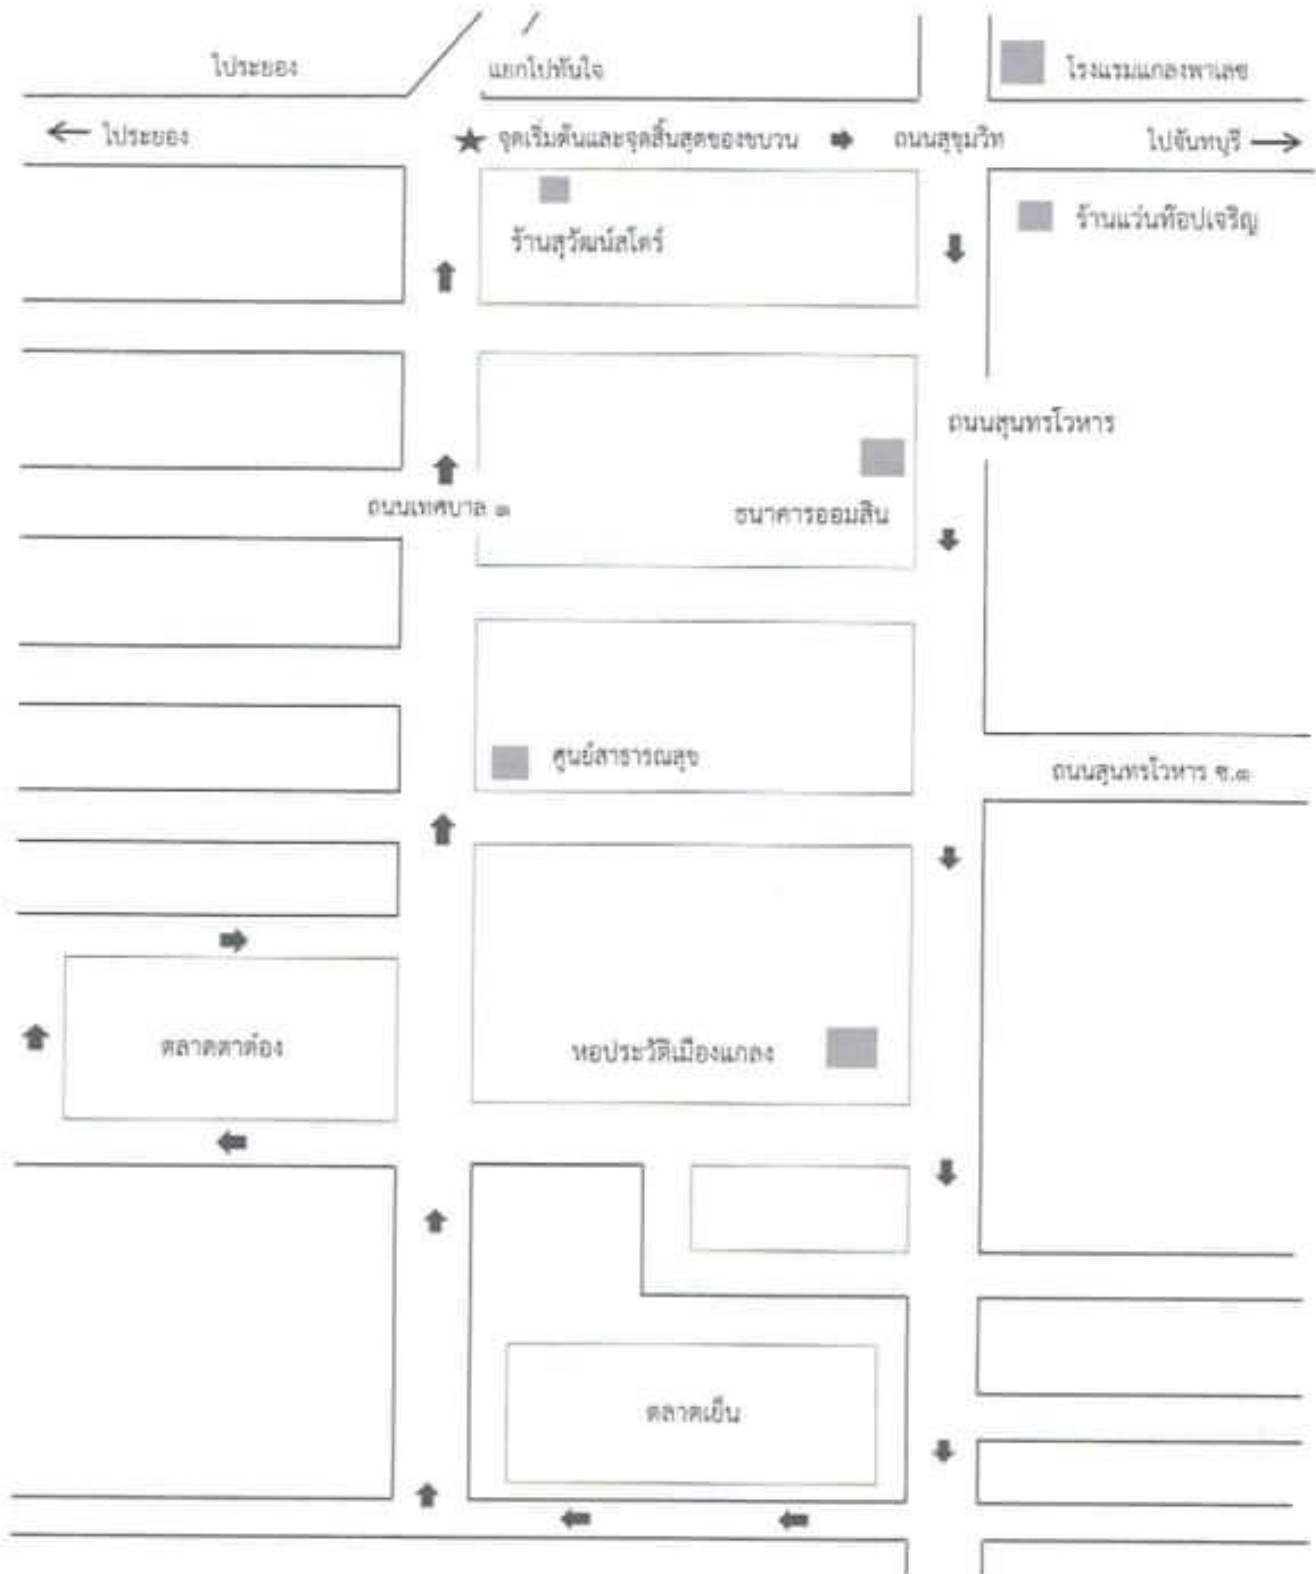 ไประยอง
แยกโปทันใจ
โรงแรมแกลงพาเลซ
ไประยอง
จุดเริ่มต้นและจุดสิ้นสุดของขบวน
ถนนสุขุมวิท
ไปจันทบุรี
ร้านสุวัฒน์สโตร์
ร้านแว่นท๊อปเจริญ
ถนนสุนทรโวหาร
ถนนเทศบาล ๓
ธนาคารออมสิน
ศูนย์สาธารณสุข
ถนนสุนทรโวหาร ซ.๓
ตลาดตาต๋อง
หอประวัติเมืองแกลง
ตลาดเย็น